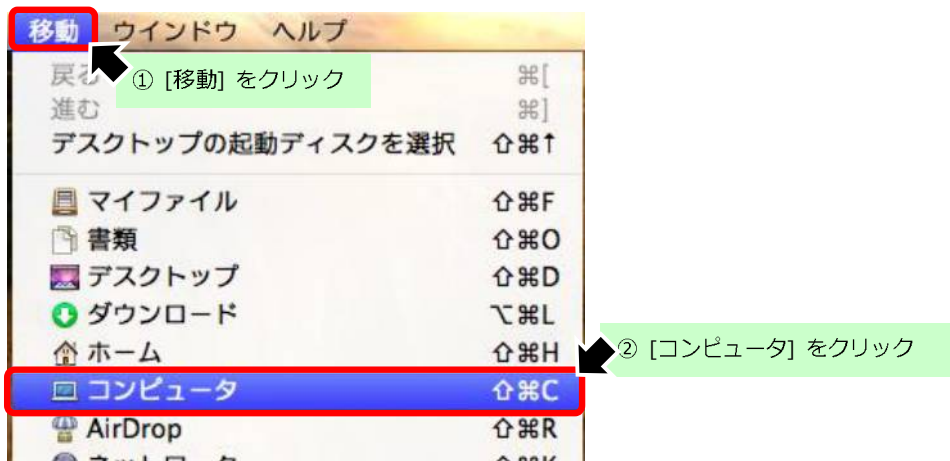 移動 ウインドウ ヘルプ
① [移動] をクリック
戻る ⌘[
進む ⌘]
デスクトップの起動ディスクを選択 ⇧⌘↑
マイファイル ⇧⌘F
書類 ⇧⌘O
デスクトップ ⇧⌘D
ダウンロード ⌥⌘L
ホーム ⇧⌘H
② [コンピュータ] をクリック
コンピュータ ⇧⌘C
AirDrop ⇧⌘R